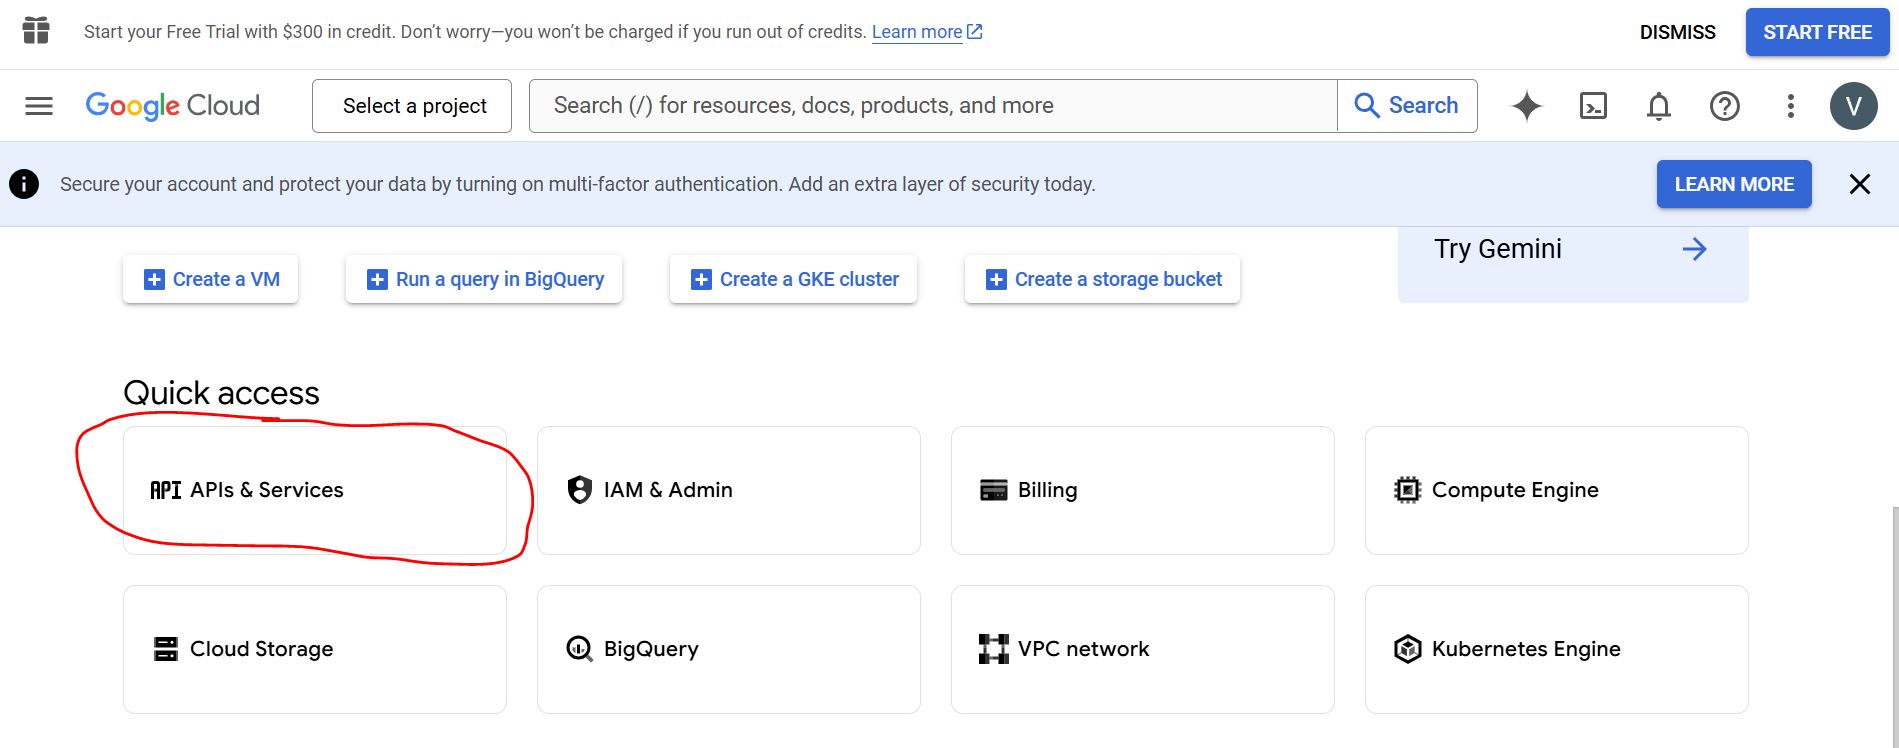 Start your Free Trial with $300 in credit. Don’t worry—you won’t be charged if you run out of credits. Learn more
DISMISS
START FREE
Google Cloud
Select a project
Search (/) for resources, docs, products, and more
Search
V
Secure your account and protect your data by turning on multi-factor authentication. Add an extra layer of security today.
LEARN MORE
Try Gemini
Create a VM
Run a query in BigQuery
Create a GKE cluster
Create a storage bucket
Quick access
API APIs & Services
IAM & Admin
Billing
Compute Engine
Cloud Storage
BigQuery
VPC network
Kubernetes Engine